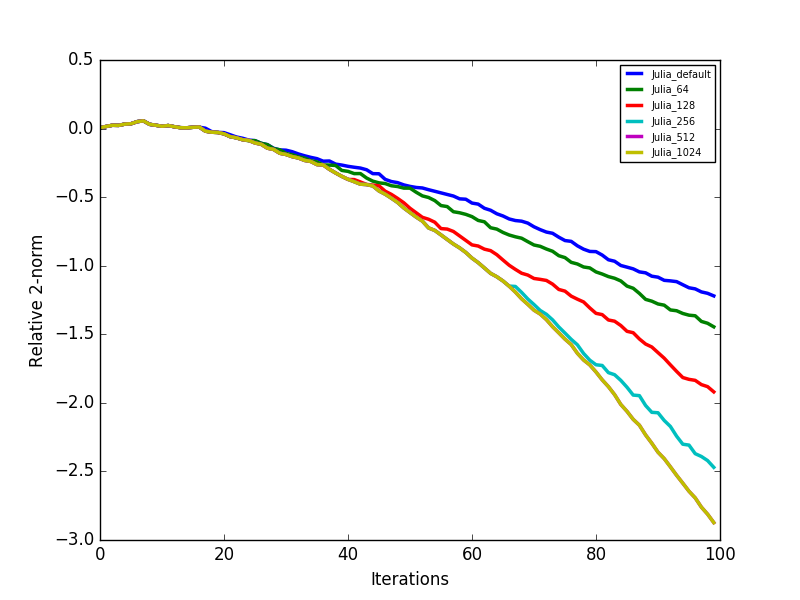 0.5
0.0
−0.5
−1.0
−1.5
−2.0
−2.5
−3.0
Relative 2-norm
Julia_default
Julia_64
Julia_128
Julia_256
Julia_512
Julia_1024
0 20 40 60 80 100
Iterations